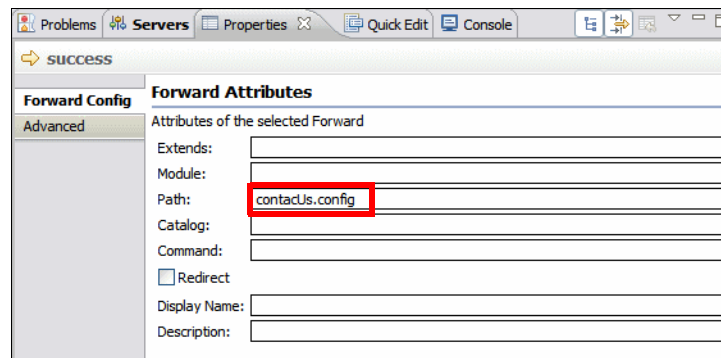 Problems Servers Properties Quick Edit Console
success
Forward Config
Advanced
Forward Attributes
Attributes of the selected Forward
Extends:
Module:
Path: contacUs.config
Catalog:
Command:
Redirect
Display Name:
Description: